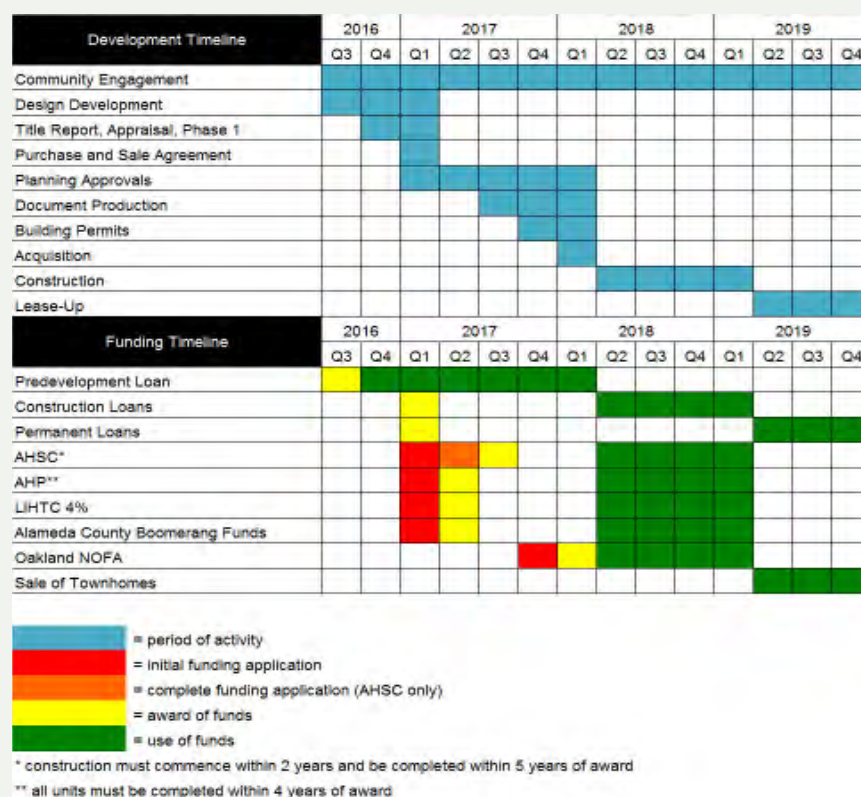 Development Timeline 2016 2017 2018 2019
Q3 Q4 Q1 Q2 Q3 Q4 Q1 Q2 Q3 Q4 Q1 Q2 Q3 Q4
Community Engagement
Design Development
Title Report, Appraisal, Phase 1
Purchase and Sale Agreement
Planning Approvals
Document Production
Building Permits
Acquisition
Construction
Lease-Up
Funding Timeline 2016 2017 2018 2019
Q3 Q4 Q1 Q2 Q3 Q4 Q1 Q2 Q3 Q4 Q1 Q2 Q3 Q4
Predevelopment Loan
Construction Loans
Permanent Loans
AHSC*
AHP**
LIHTC 4%
Alameda County Boomerang Funds
Oakland NOFA
Sale of Townhomes
= period of activity
= initial funding application
= complete funding application (AHSC only)
= award of funds
= use of funds
* construction must commence within 2 years and be completed within 5 years of award
** all units must be completed within 4 years of award